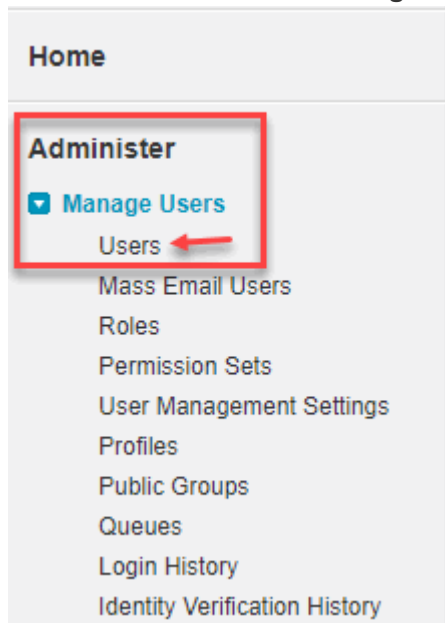 Home
Administer
Manage Users
Users
Mass Email Users
Roles
Permission Sets
User Management Settings
Profiles
Public Groups
Queues
Login History
Identity Verification History